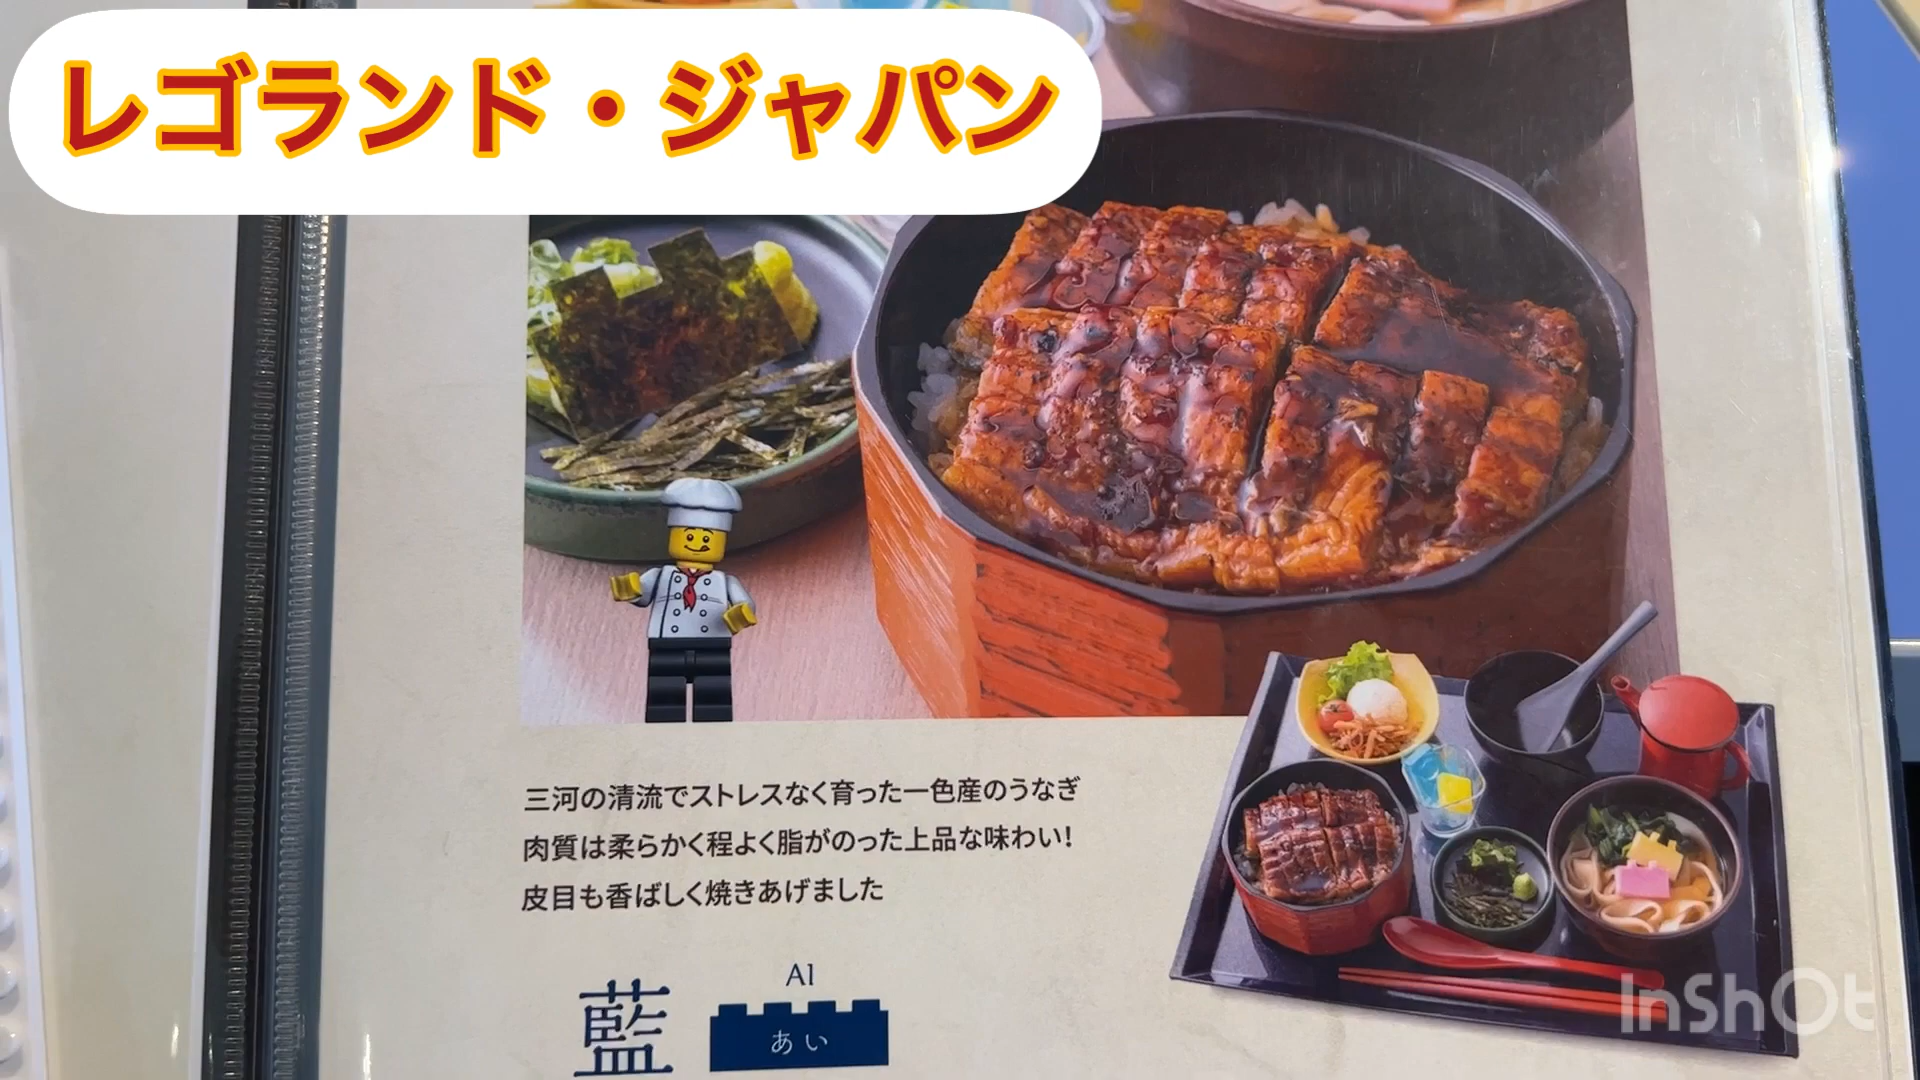 レゴランド・ジャパン
三河の清流でストレスなく育った一色産のうなぎ
肉質は柔らかく程よく脂がのった上品な味わい!
皮目も香ばしく焼きあげました
藍
AI
あい
InShOt